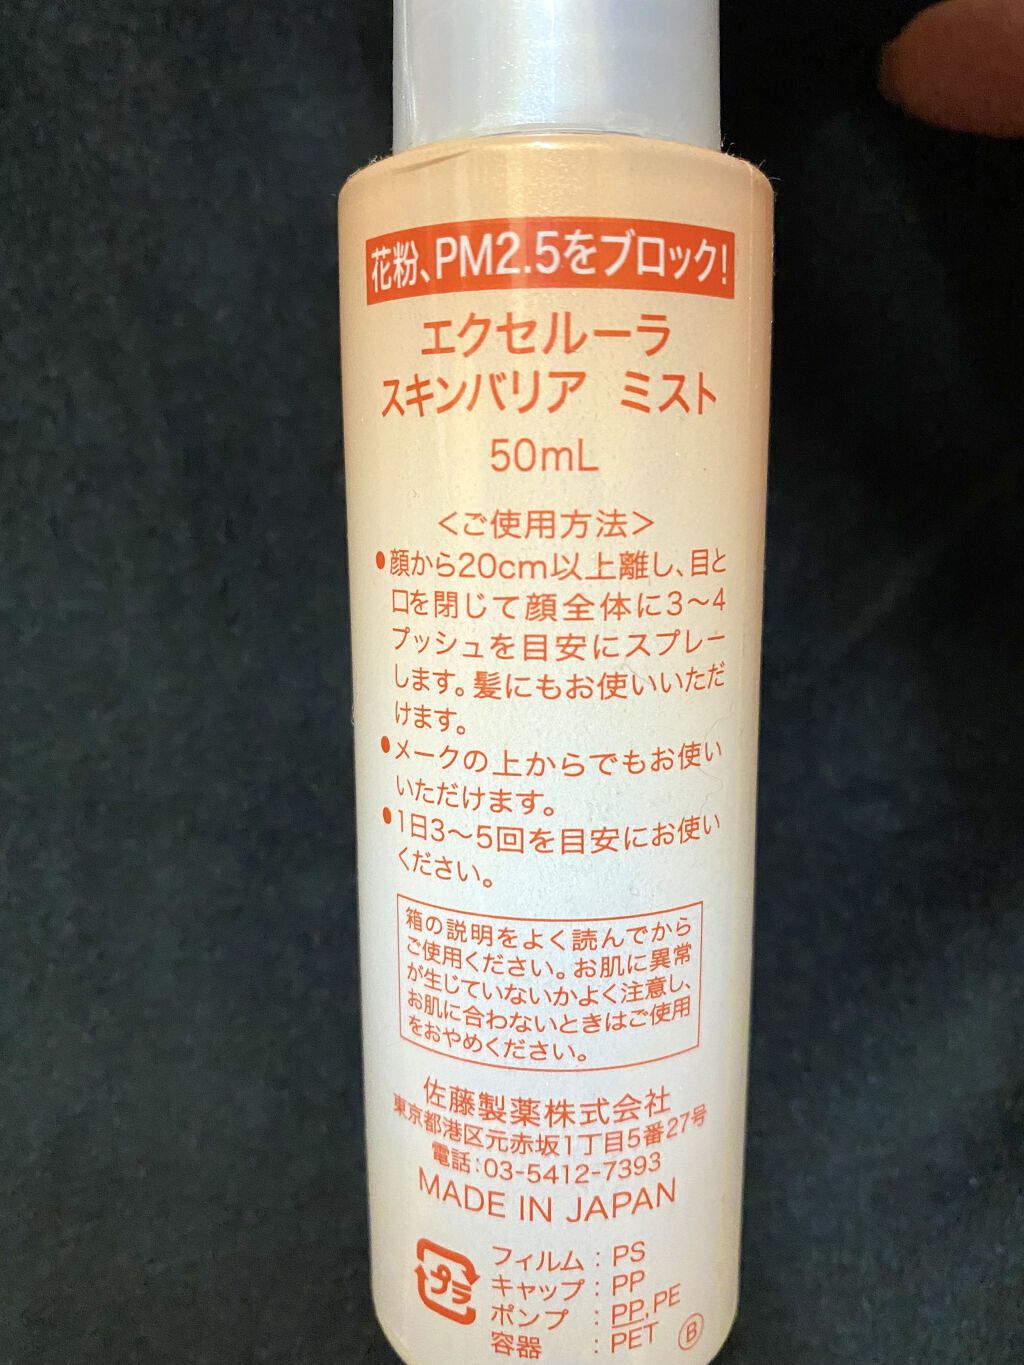 花粉、PM2.5をブロック!
エクセルーラ
スキンバリア ミスト
50mL
＜ご使用方法＞
●顔から20cm以上離し、目と
口を閉じて顔全体に3～4
プッシュを目安にスプレー
します。髪にもお使いいただ
けます。
●メークの上からでもお使い
いただけます。
●1日3～5回を目安にお使い
ください。
箱の説明をよく読んでから
ご使用ください。お肌に異常
が生じていないかよく注意し、
お肌に合わないときはご使用
をおやめください。
佐藤製薬株式会社
東京都港区元赤坂1丁目5番27号
電話:03-5412-7393
MADE IN JAPAN
プラ
フィルム : PS
キャップ : PP
ポンプ : PP, PE
容器 : PET
B